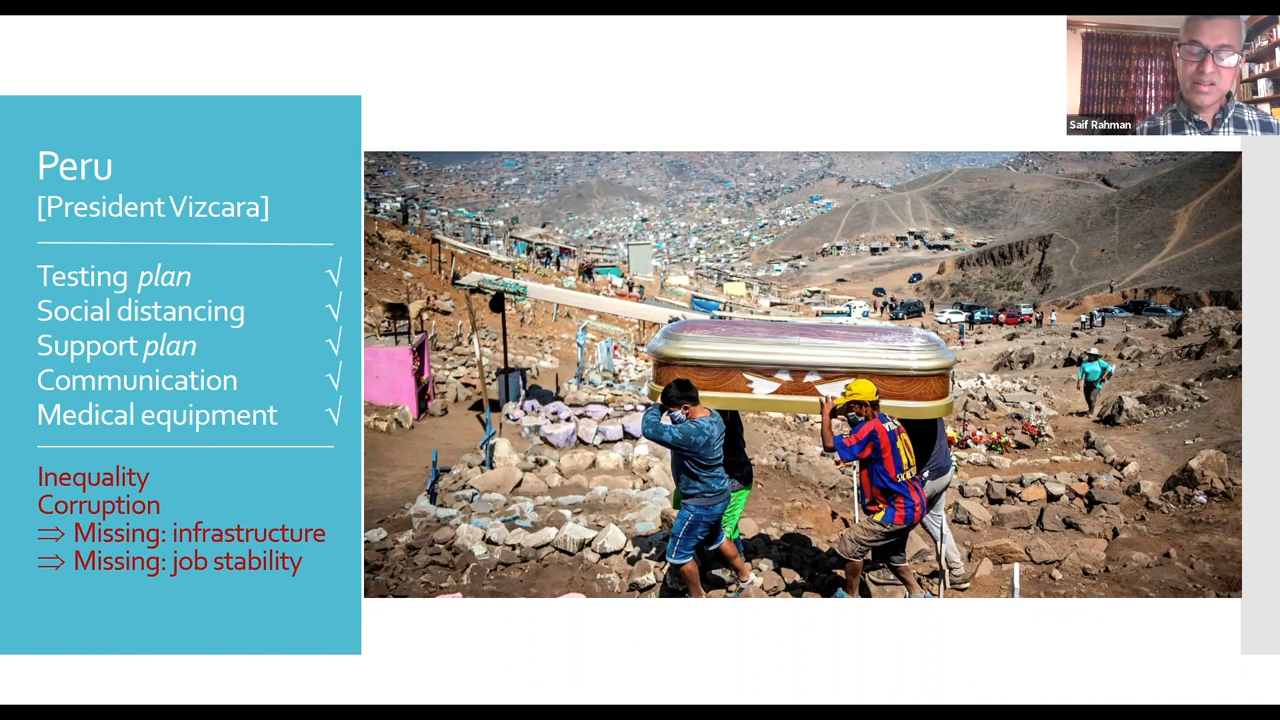 Saif Rahman
Peru
[President Vizcara]
Testing plan √
Social distancing √
Support plan √
Communication √
Medical equipment √
Inequality
Corruption
⇒ Missing: infrastructure
⇒ Missing: job stability
10